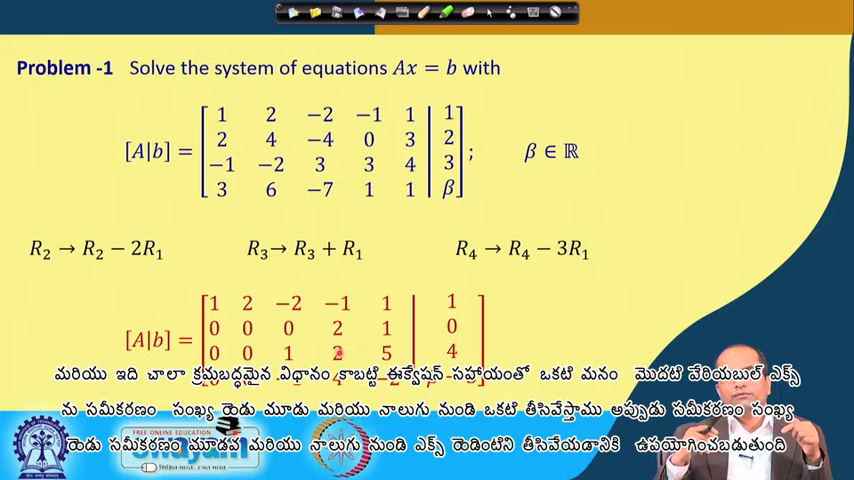 Problem -1 Solve the system of equations Ax = b with
[A|b] = [ 1 2 −2 −1 1 | 1
2 4 −4 0 3 | 2
−1 −2 3 3 4 | 3
3 6 −7 1 1 | β ] ; β ∈ ℝ
R₂ → R₂ − 2R₁ R₃→ R₃ + R₁ R₄ → R₄ − 3R₁
[A|b] = [ 1 2 −2 −1 1 | 1
0 0 0 2 1 | 0
0 0 1 2 5 | 4
మరియు ఇది చాలా క్రమబద్ధమైన విధానం కాబట్టి ఈక్వేషన్ సహాయంతో ఒకటి మనం మొదటి వేరియబుల్ ఎక్స్
ను సమీకరణం సంఖ్య రెండు మూడు మరియు నాలుగు నుండి ఒకటి తీసివేస్తాము అప్పుడు సమీకరణం సంఖ్య
రెండు సమీకరణం మూడవ మరియు నాలుగు నుండి ఎక్స్ రెండింటిని తీసివేయడానికి ఉపయోగించబడుతుంది
FREE ONLINE EDUCATION
swayam